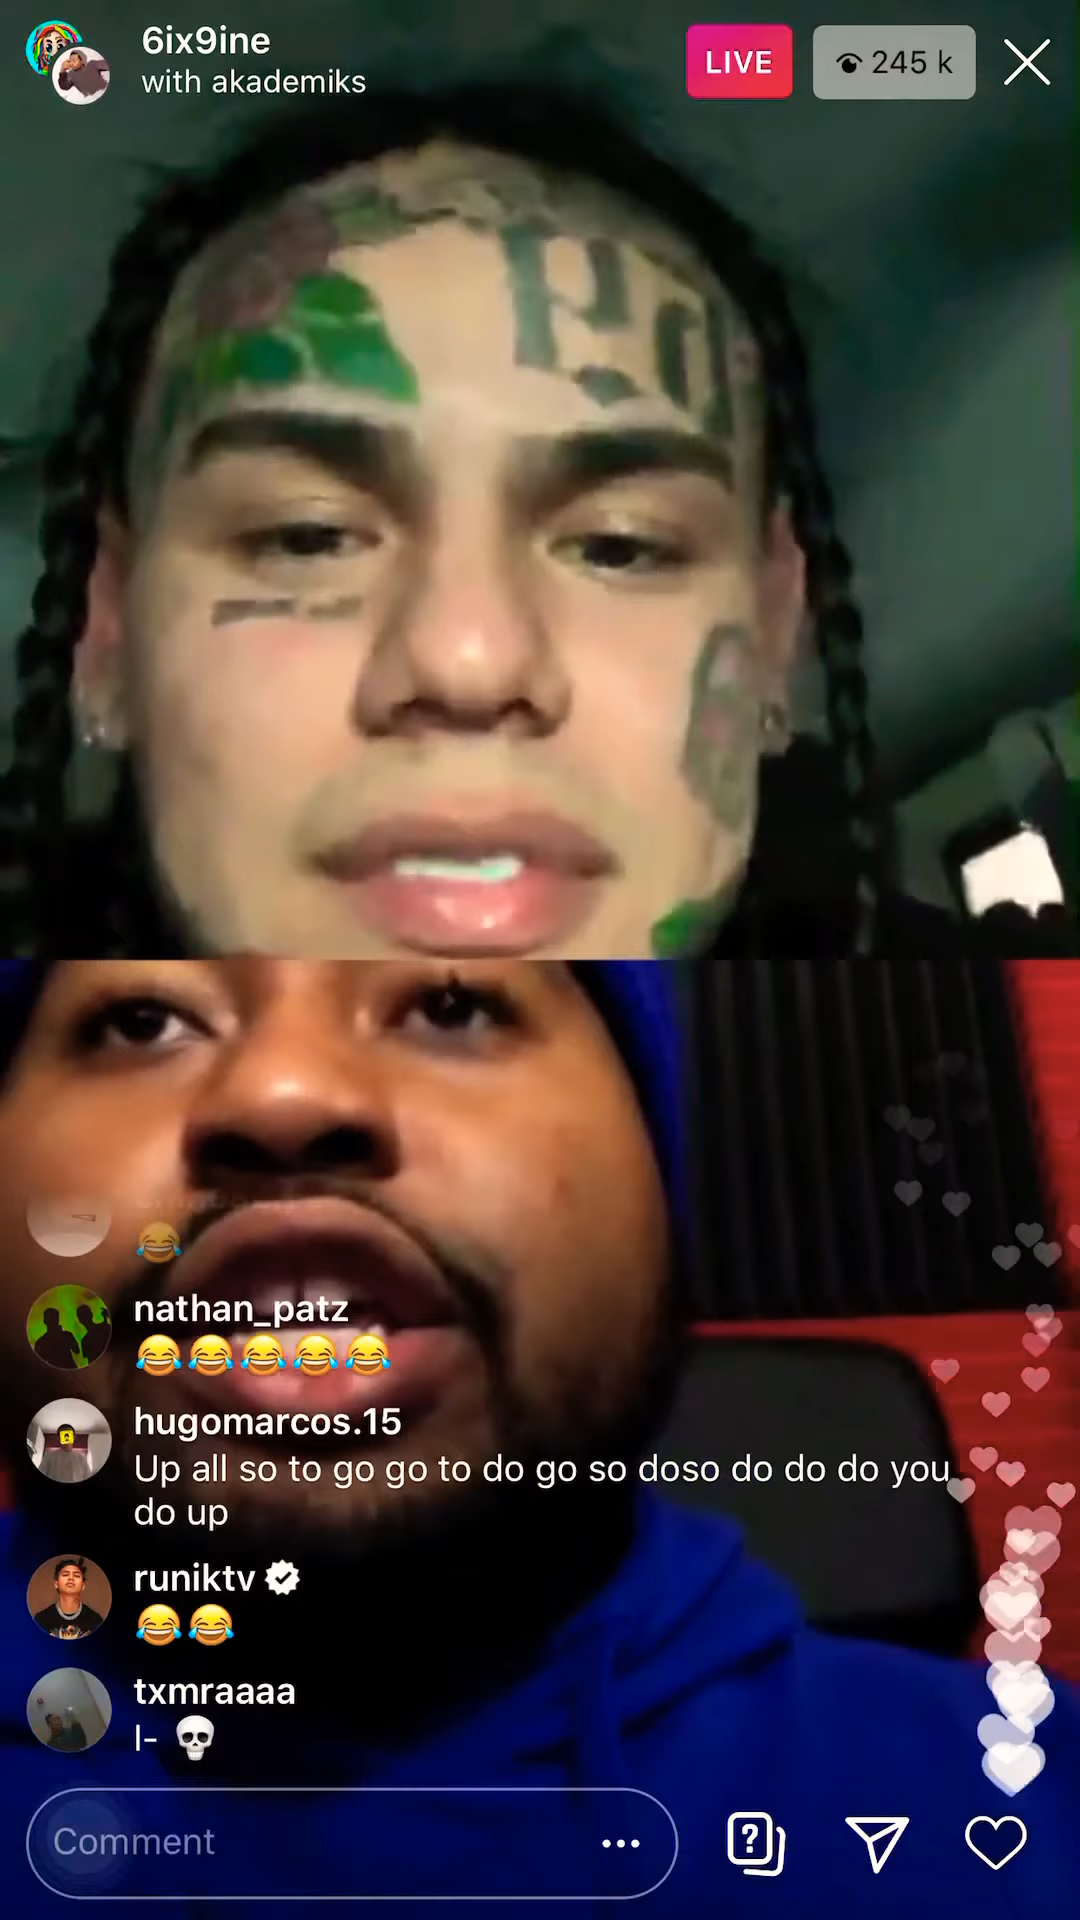 6ix9ine
with akademiks
LIVE
245 k
nathan_patz
😂😂😂😂😂
hugomarcos.15
Up all so to go go to do go so doso do do do you
do up
runiktv
😂😂
txmraaaa
I- 💀
Comment